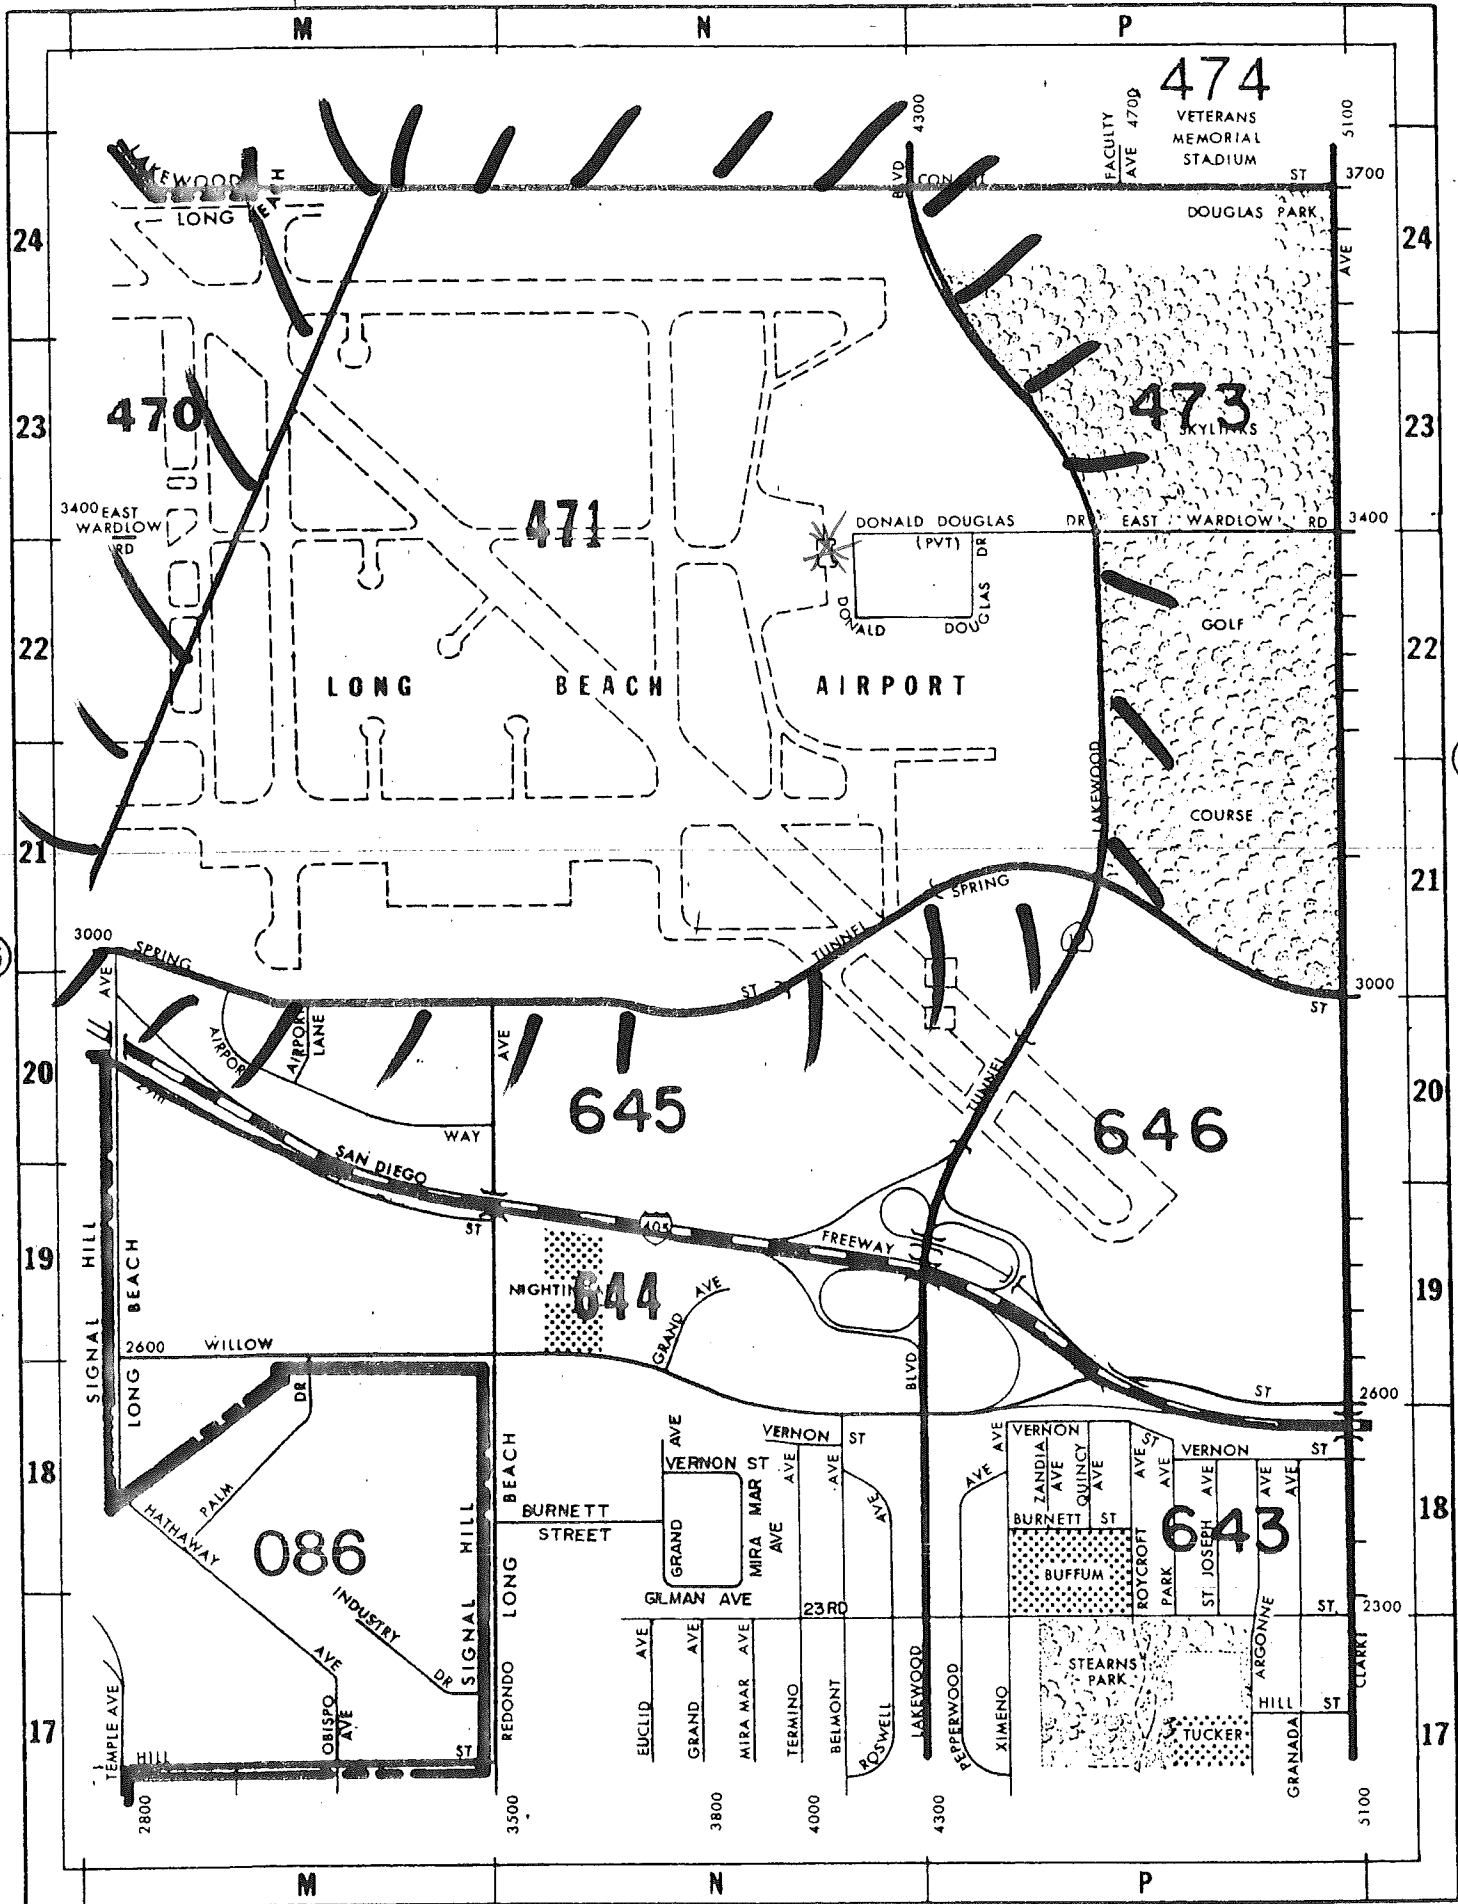 M N P
474
4300
FACULTY
AVE 4700
VETERANS
MEMORIAL
STADIUM
5100
LAKEWOOD
LONG
BEACH
BLVD
ST
3700
DOUGLAS PARK
24
24
AVE
470
473
SKYLINKS
23
23
3400 EAST
WARDLOW
RD
471
DONALD DOUGLAS DR
(PVT)
EAST WARDLOW RD
3400
DONALD
DOUGLAS
DR
GOLF
22
22
LONG BEACH AIRPORT
LAKEWOOD
COURSE
21
21
SPRING
3000
SPRING
TUNNEL
ST
19
3000
ST
AVE
AIRPORT
AIRPORT
LANE
AVE
20
20
645
TUNNEL
646
WAY
SAN DIEGO
ST
405
FREEWAY
SIGNAL HILL
LONG BEACH
19
19
644
GRAND AVE
2600
WILLOW
BLVD
ST
2600
DR
AVE
VERNON ST
VERNON
ST
VERNON
ST
VERNON ST
18
18
BURNETT
STREET
GRAND
MIRA MAR
AVE
AVE
AVE
AVE
AVE
AVE
ZANDIA
AVE
QUINCY
AVE
AVE
AVE
AVE
AVE
AVE
BURNETT ST
643
PALM
HATHAWAY
086
INDUSTRY
DR
AVE
SIGNAL HILL
LONG BEACH
BUFFUM
ROYCROFT
PARK
ST JOSEPH
ARGONNE
GILMAN AVE
23RD
ST
2300
EUCLID AVE
GRAND AVE
MIRA MAR AVE
TERMINO
BELMONT
ROSWELL
LAKEWOOD
PEPPERWOOD
XIMENO
STEARNS
PARK
TUCKER
HILL ST
GRANADA
CLARK
17
17
TEMPLE AVE
HILL
OBISPO
AVE
ST
REDONDO
2800
3500
3800
4000
4300
5100
M N P